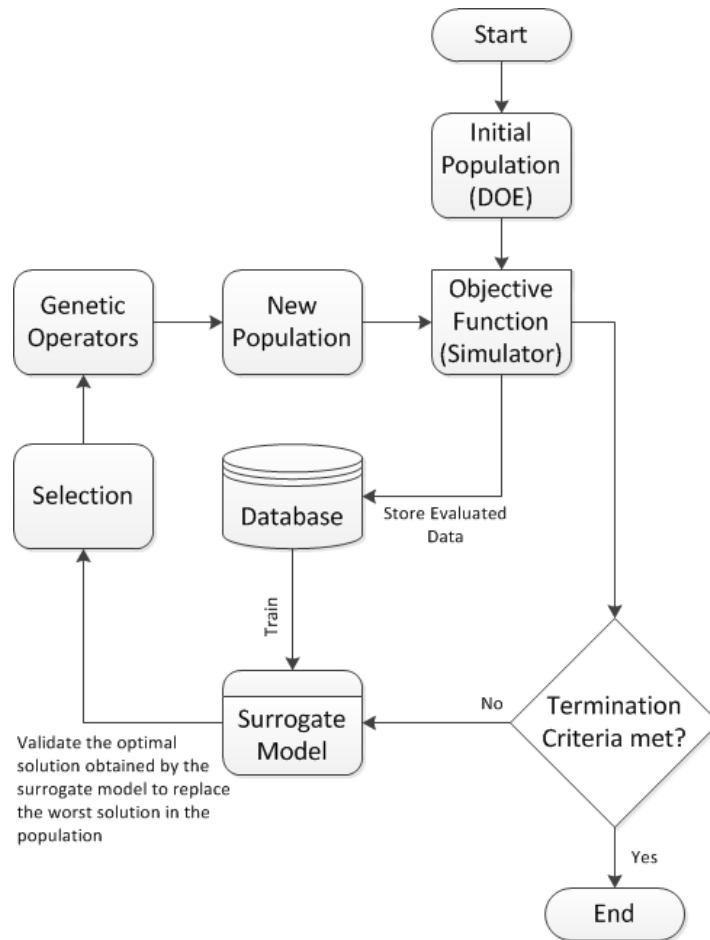 Start
Initial
Population
(DOE)
Genetic
Operators
New
Population
Objective
Function
(Simulator)
Selection
Database
Store Evaluated
Data
Train
Surrogate
Model
No
Termination
Criteria met?
Validate the optimal
solution obtained by the
surrogate model to replace
the worst solution in the
population
Yes
End